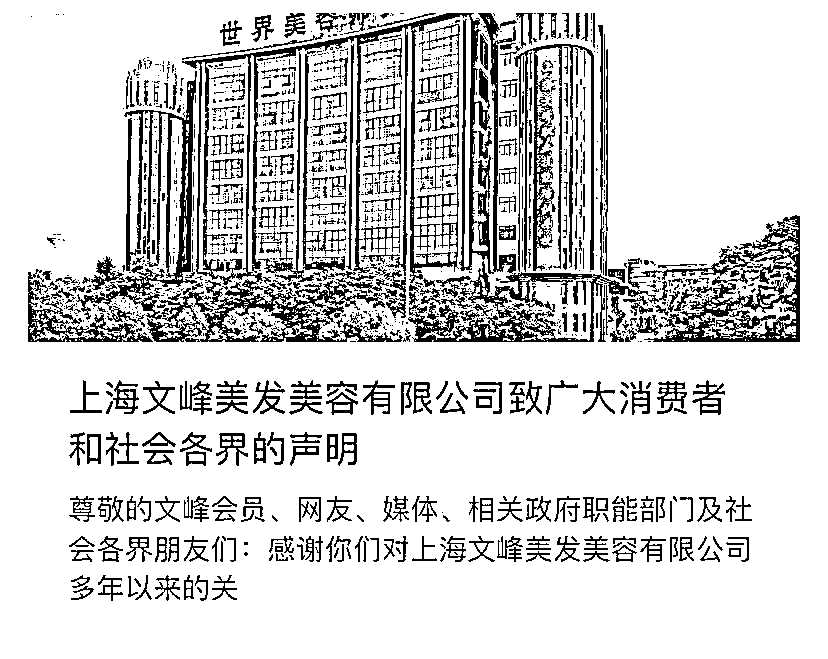 世界美容
上海文峰美发美容有限公司致广大消费者
和社会各界的声明
尊敬的文峰会员、网友、媒体、相关政府职能部门及社
会各界朋友们：感谢你们对上海文峰美发美容有限公司
多年以来的关